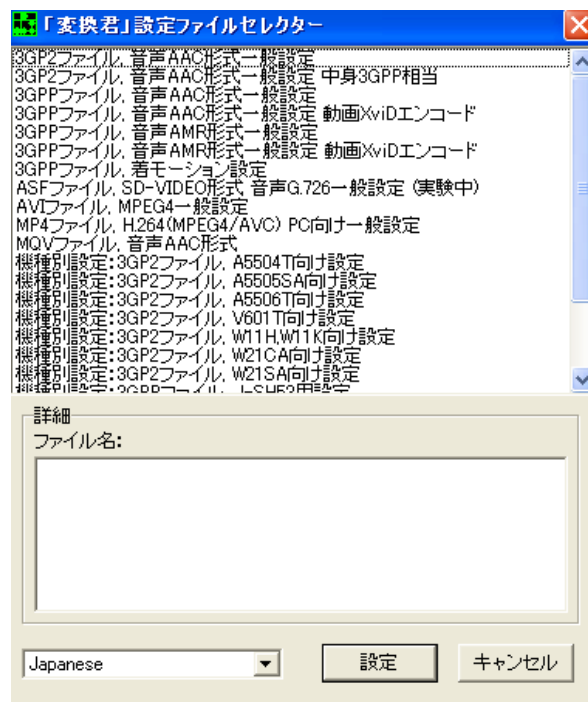 「変換君」設定ファイルセレクター
3GP2ファイル, 音声AAC形式一般設定
3GP2ファイル, 音声AAC形式一般設定 中身3GPP相当
3GPPファイル, 音声AAC形式一般設定
3GPPファイル, 音声AAC形式一般設定 動画XviDエンコード
3GPPファイル, 音声AMR形式一般設定
3GPPファイル, 音声AMR形式一般設定 動画XviDエンコード
3GPPファイル, 着モーション設定
ASFファイル, SD-VIDEO形式 音声G.726一般設定 (実験中)
AVIファイル, MPEG4一般設定
MP4ファイル, H.264(MPEG4/AVC) PC向け一般設定
MQVファイル, 音声AAC形式
機種別設定:3GP2ファイル, A5504T向け設定
機種別設定:3GP2ファイル, A5505SA向け設定
機種別設定:3GP2ファイル, A5506T向け設定
機種別設定:3GP2ファイル, V601T向け設定
機種別設定:3GP2ファイル, W11H,W11K向け設定
機種別設定:3GP2ファイル, W21CA向け設定
機種別設定:3GP2ファイル, W21SA向け設定
機種別設定:3GPPファイル, J-SH53用設定
詳細
ファイル名:
Japanese
設定
キャンセル